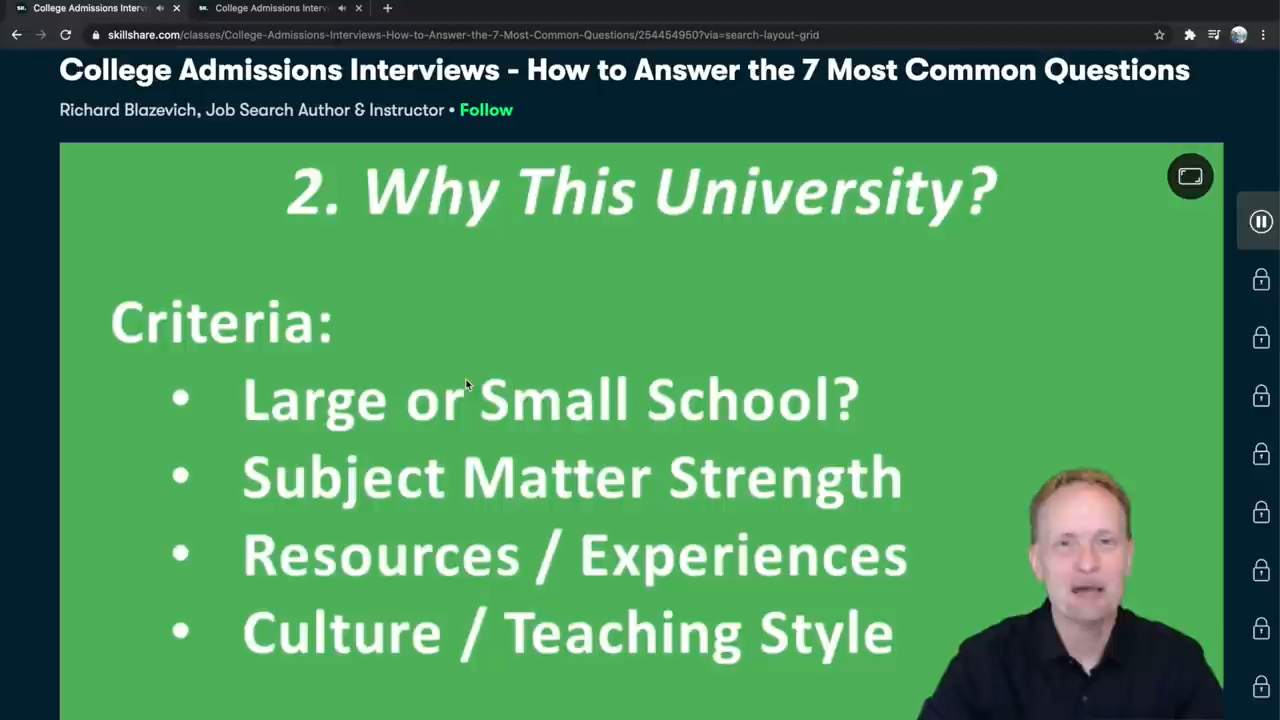 College Admissions Interv
College Admissions Interv
skillshare.com/classes/College-Admissions-Interviews-How-to-Answer-the-7-Most-Common-Questions/254454950?via=search-layout-grid
College Admissions Interviews - How to Answer the 7 Most Common Questions
Richard Blazevich, Job Search Author & Instructor • Follow
2. Why This University?
Criteria:
• Large or Small School?
• Subject Matter Strength
• Resources / Experiences
• Culture / Teaching Style